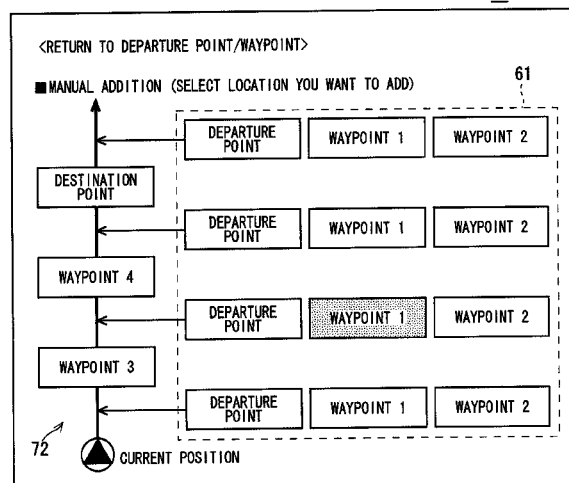 <RETURN TO DEPARTURE POINT/WAYPOINT>
■MANUAL ADDITION (SELECT LOCATION YOU WANT TO ADD)
61
DEPARTURE
POINT
WAYPOINT 1
WAYPOINT 2
DESTINATION
POINT
DEPARTURE
POINT
WAYPOINT 1
WAYPOINT 2
WAYPOINT 4
DEPARTURE
POINT
WAYPOINT 1
WAYPOINT 2
WAYPOINT 3
DEPARTURE
POINT
WAYPOINT 1
WAYPOINT 2
72
CURRENT POSITION